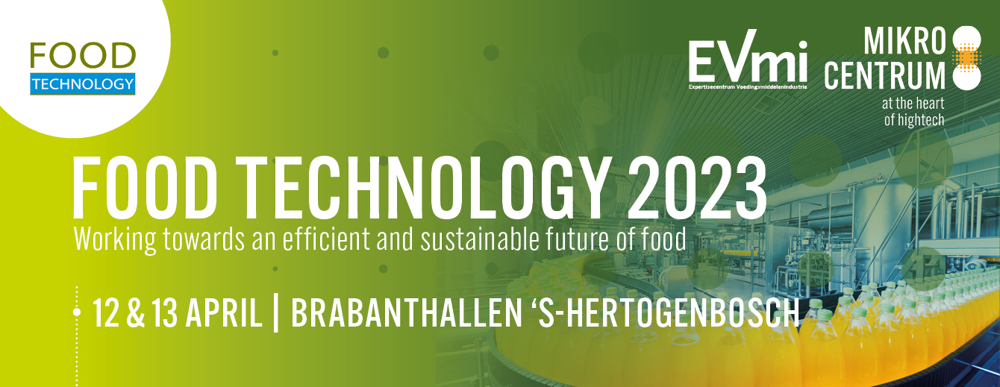 FOOD
TECHNOLOGY
EVmi
Expertisecentrum Voedingsmiddelenindustrie
MIKRO
CENTRUM
at the heart
of hightech
FOOD TECHNOLOGY 2023
Working towards an efficient and sustainable future of food
12 & 13 APRIL | BRABANTHALLEN ‘S-HERTOGENBOSCH